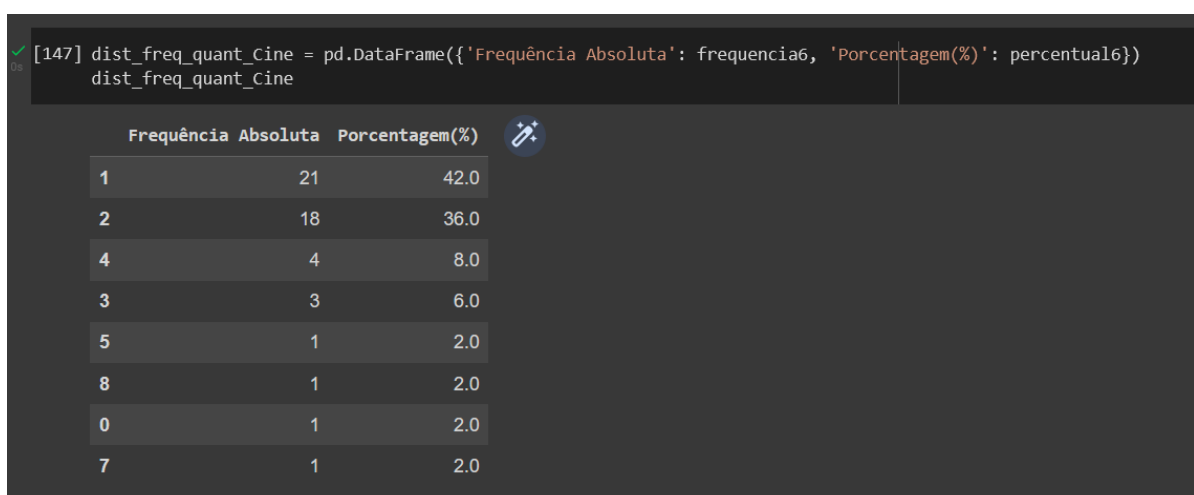 [147] dist_freq_quant_Cine = pd.DataFrame({'Frequência Absoluta': frequencia6, 'Porcentagem(%)': percentual6})
0s
dist_freq_quant_Cine
Frequência Absoluta Porcentagem(%)
1 21 42.0
2 18 36.0
4 4 8.0
3 3 6.0
5 1 2.0
8 1 2.0
0 1 2.0
7 1 2.0